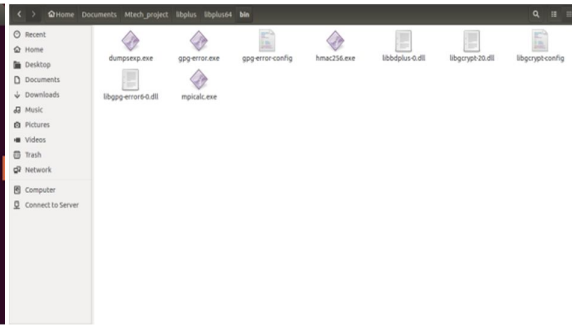 Home Documents Mtech_project libplus libplus64 bin
Recent
Home
Desktop
Documents
Downloads
Music
Pictures
Videos
Trash
Network
Computer
Connect to Server
dumpsexp.exe gpg-error.exe gpg-error-config hmac256.exe libbdplus-0.dll libgcrypt-20.dll libgcrypt-config
libgpg-error6-0.dll mpicalc.exe